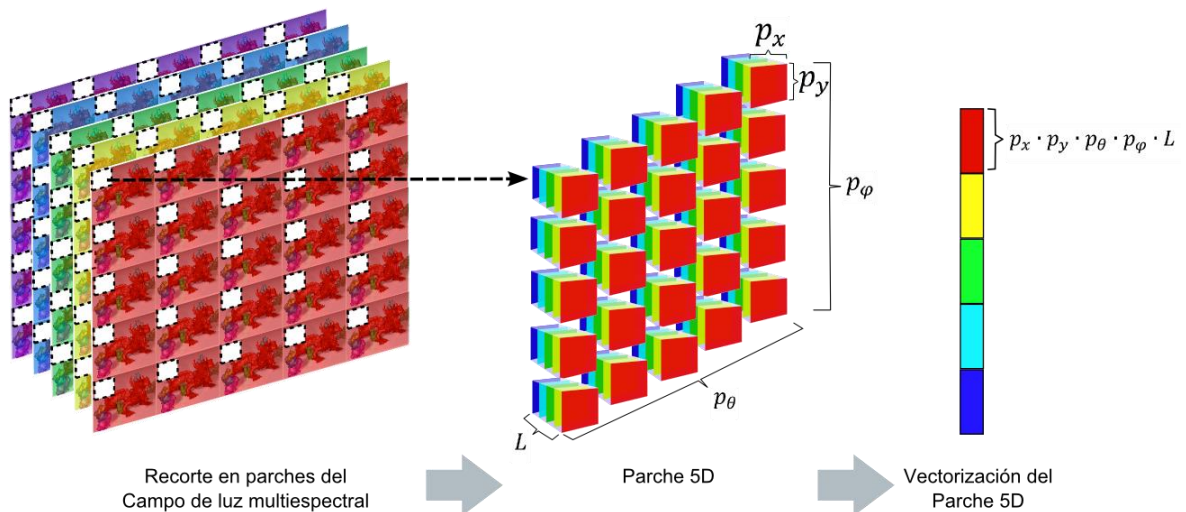 p_x
p_y
p_φ
p_θ
L
p_x · p_y · p_θ · p_φ · L
Recorte en parches del
Campo de luz multiespectral
Parche 5D
Vectorización del
Parche 5D